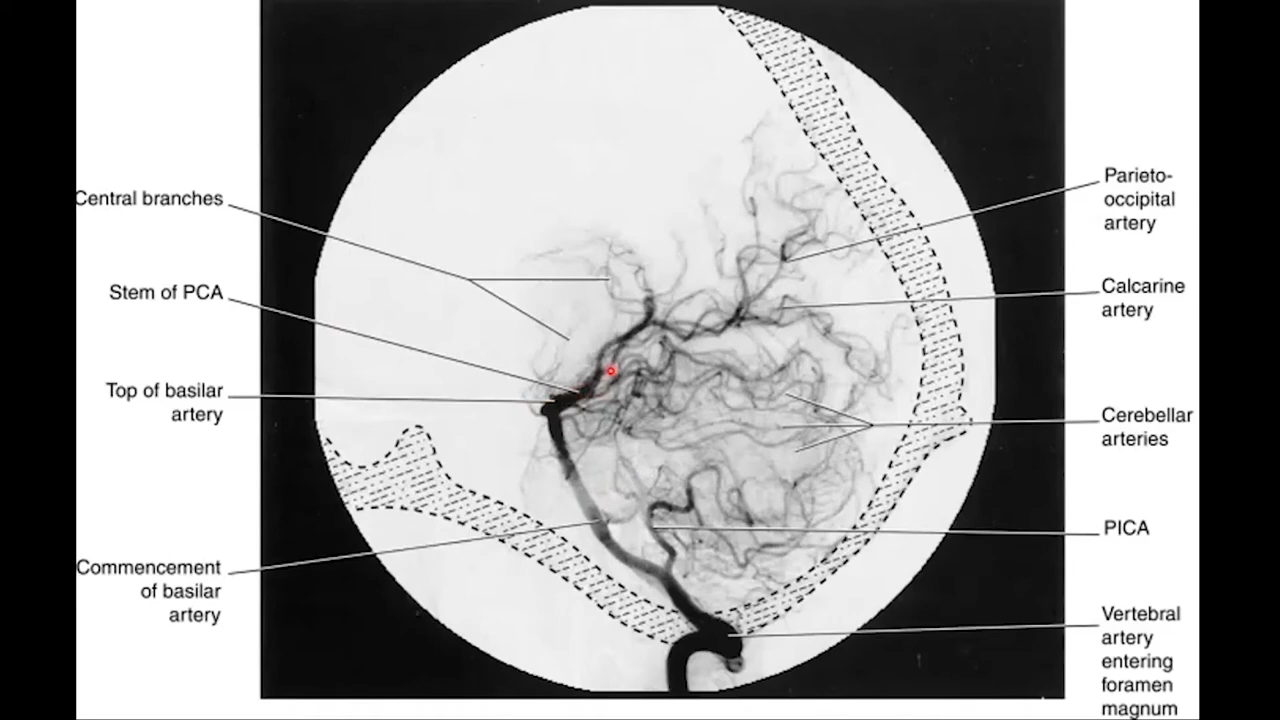 Central branches
Stem of PCA
Top of basilar
artery
Commencement
of basilar
artery
Parieto-
occipital
artery
Calcarine
artery
Cerebellar
arteries
PICA
Vertebral
artery
entering
foramen
magnum